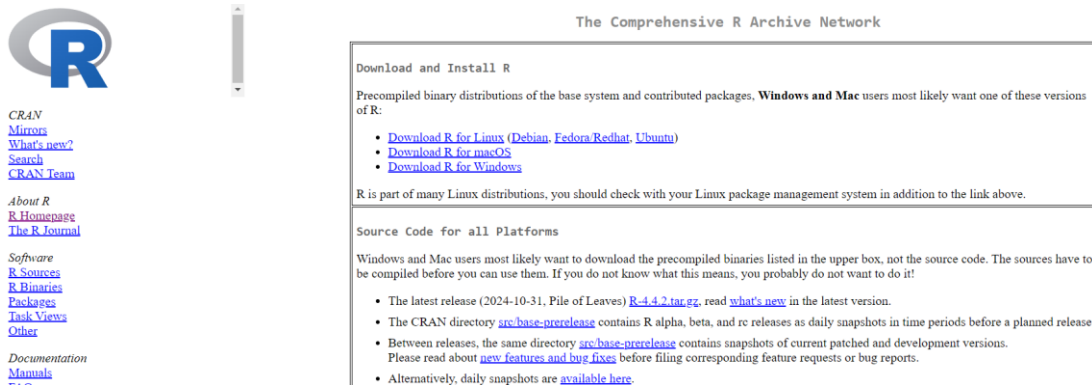 R
CRAN
Mirrors
What's new?
Search
CRAN Team
About R
R Homepage
The R Journal
Software
R Sources
R Binaries
Packages
Task Views
Other
Documentation
Manuals
The Comprehensive R Archive Network
Download and Install R
Precompiled binary distributions of the base system and contributed packages, Windows and Mac users most likely want one of these versions
of R:
• Download R for Linux (Debian, Fedora/Redhat, Ubuntu)
• Download R for macOS
• Download R for Windows
R is part of many Linux distributions, you should check with your Linux package management system in addition to the link above.
Source Code for all Platforms
Windows and Mac users most likely want to download the precompiled binaries listed in the upper box, not the source code. The sources have to
be compiled before you can use them. If you do not know what this means, you probably do not want to do it!
• The latest release (2024-10-31, Pile of Leaves) R-4.4.2.tar.gz, read what's new in the latest version.
• The CRAN directory src/base-prerelease contains R alpha, beta, and rc releases as daily snapshots in time periods before a planned release
• Between releases, the same directory src/base-prerelease contains snapshots of current patched and development versions.
Please read about new features and bug fixes before filing corresponding feature requests or bug reports.
• Alternatively, daily snapshots are available here.